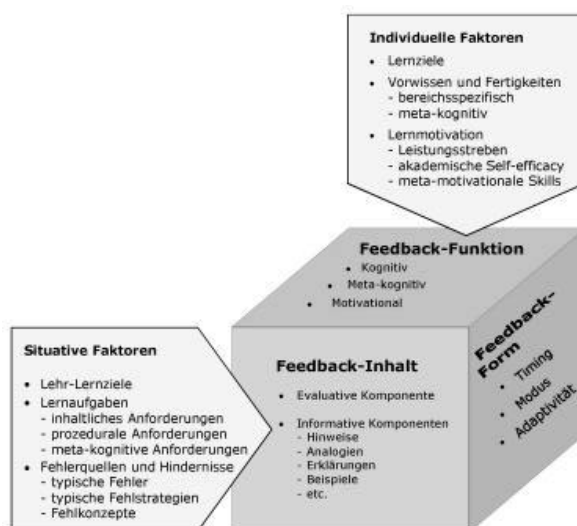 Individuelle Faktoren
• Lernziele
• Vorwissen und Fertigkeiten
- bereichsspezifisch
- meta-kognitiv
• Lernmotivation
- Leistungsstreben
- akademische Self-efficacy
- meta-motivationale Skills
Feedback-Funktion
• Kognitiv
• Meta-kognitiv
• Motivational
Situative Faktoren
• Lehr-Lernziele
• Lernaufgaben
- inhaltliches Anforderungen
- prozedurale Anforderungen
- meta-kognitive Anforderungen
• Fehlerquellen und Hindernisse
- typische Fehler
- typische Fehlstrategien
- Fehlkonzepte
Feedback-Inhalt
• Evaluative Komponente
• Informative Komponenten
- Hinweise
- Analogien
- Erklärungen
- Beispiele
- etc.
Feedback-
Form
• Timing
• Modus
• Adaptivität